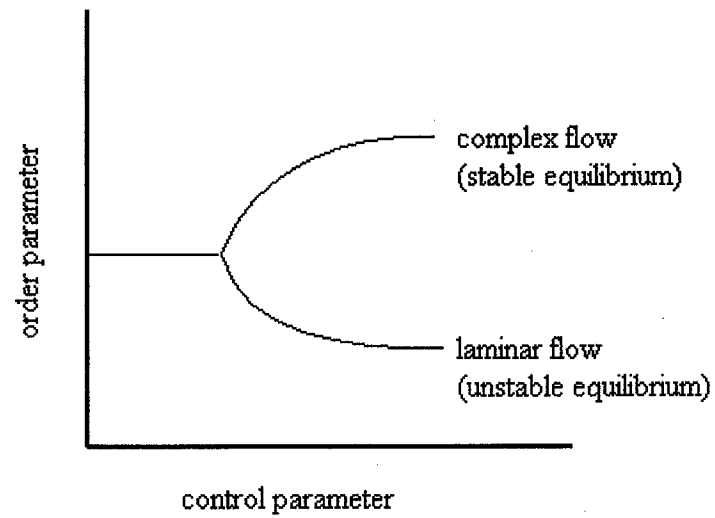 complex flow
(stable equilibrium)
order parameter
laminar flow
(unstable equilibrium)
control parameter